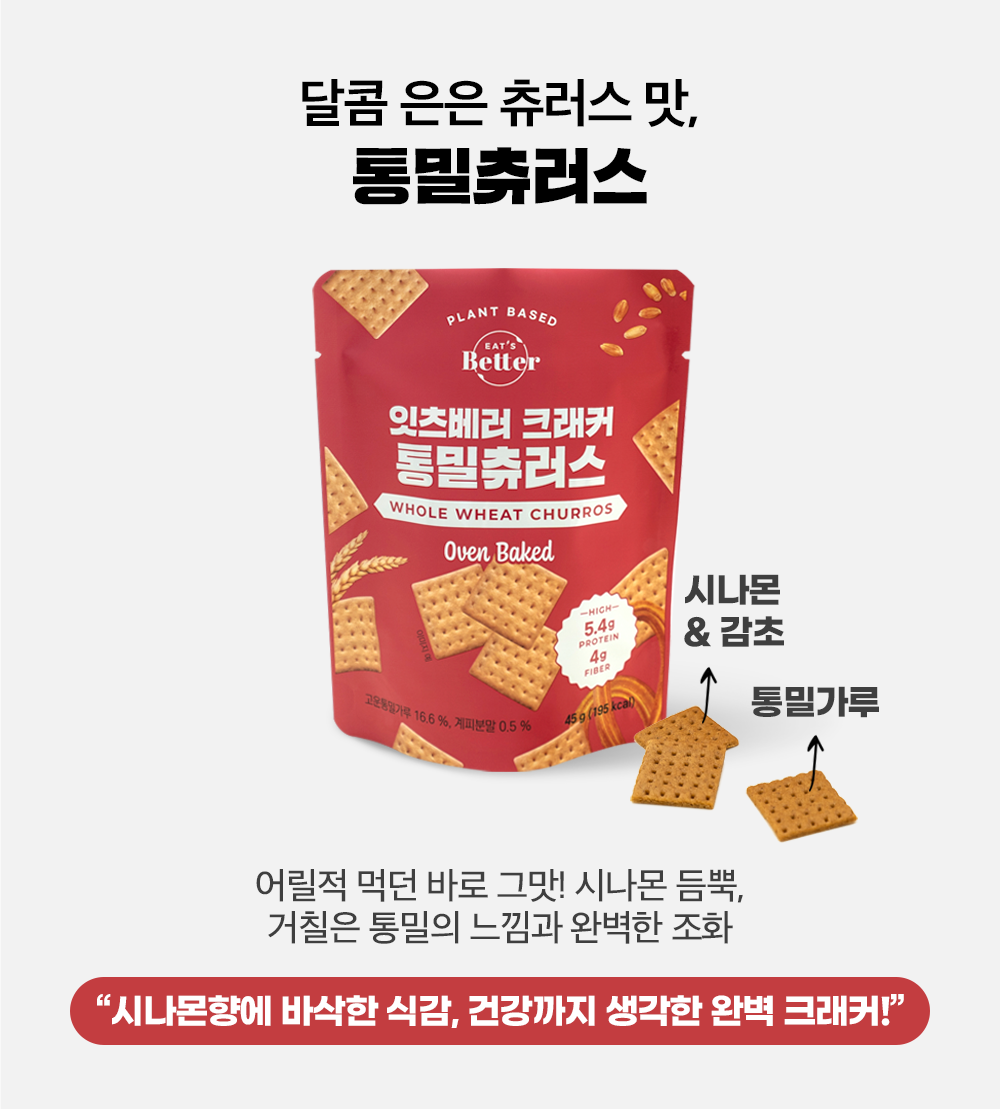 달콤 은은 츄러스 맛,
통밀츄러스
PLANT BASED
EAT'S
Better
잇츠베러 크래커
통밀츄러스
WHOLE WHEAT CHURROS
Oven Baked
HIGH
5.4g
PROTEIN
4g
FIBER
이미지 예
고운통밀가루 16.6 %, 계피분말 0.5 %
45 g (195 kcal)
시나몬
& 감초
통밀가루
어릴적 먹던 바로 그맛! 시나몬 듬뿍,
거칠은 통밀의 느낌과 완벽한 조화
“시나몬향에 바삭한 식감, 건강까지 생각한 완벽 크래커!”